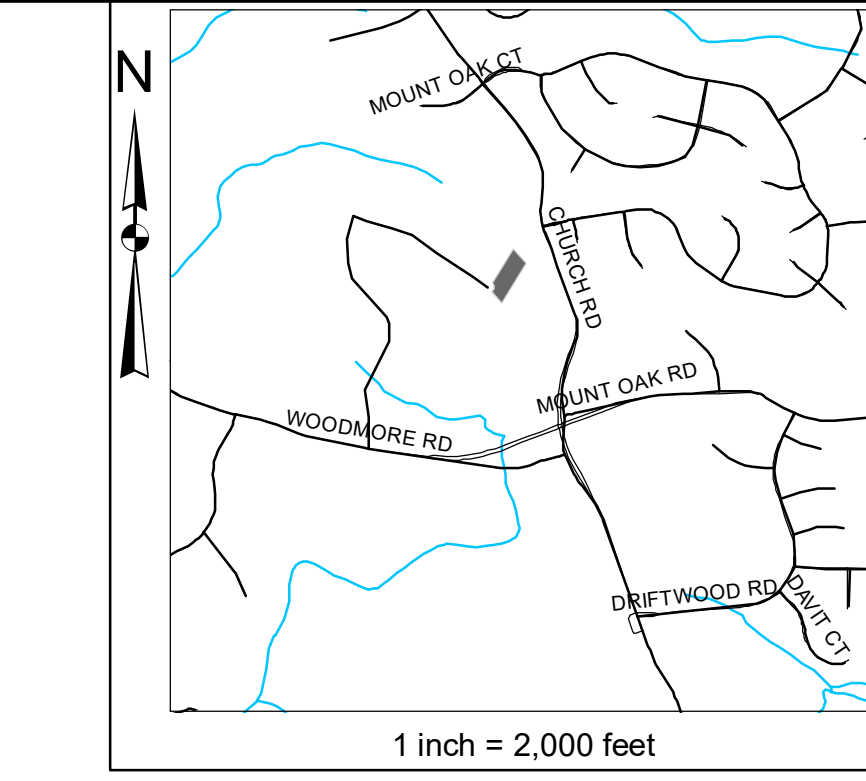 N
MOUNT OAK CT
CHURCH RD
MOUNT OAK RD
WOODMORE RD
DRIFTWOOD RD
DAVIT CT
1 inch = 2,000 feet